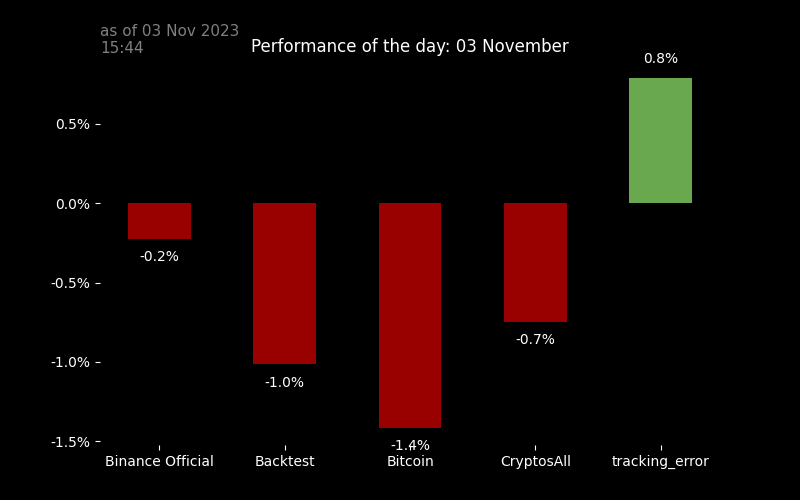 as of 03 Nov 2023
15:44
Performance of the day: 03 November
0.8%
0.5%
0.0%
-0.2%
-0.5%
-0.7%
-1.0%
-1.0%
-1.4%
-1.5%
Binance Official
Backtest
Bitcoin
CryptosAll
tracking_error